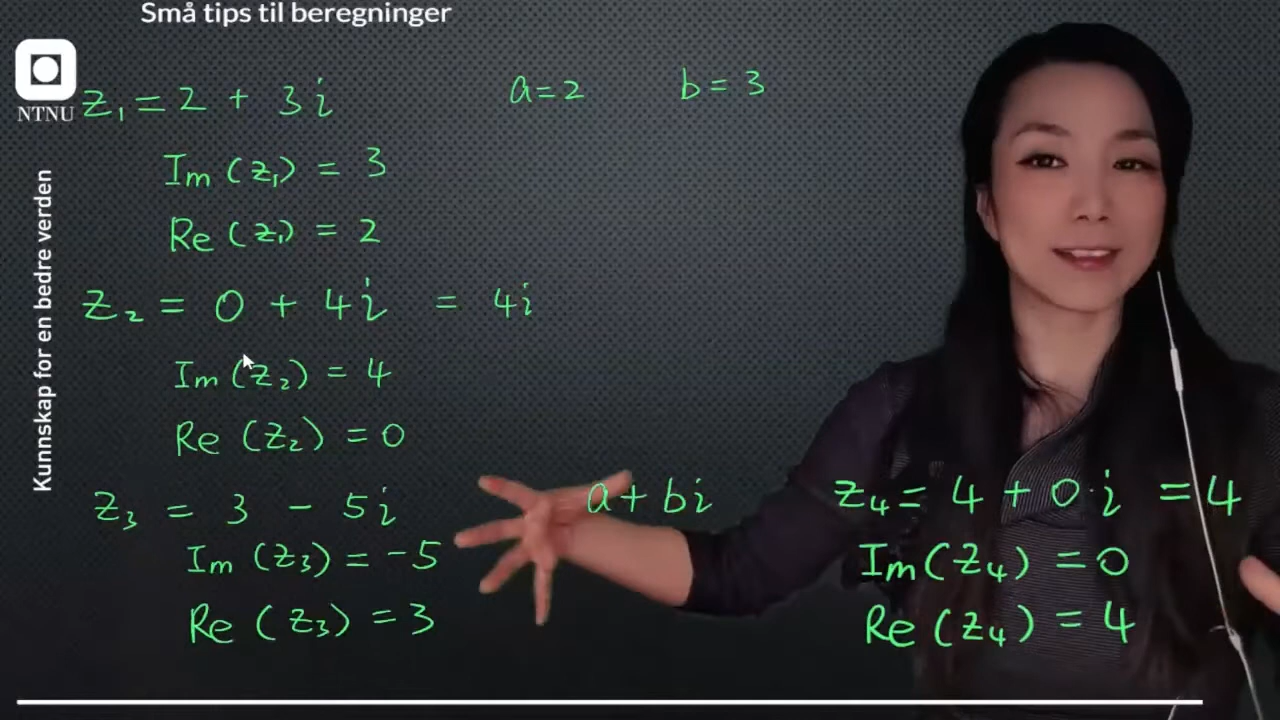 Små tips til beregninger
NTNU
Kunnskap for en bedre verden
z₁ = 2 + 3i
a = 2
b = 3
Im (z₁) = 3
Re (z₁) = 2
z₂ = 0 + 4i = 4i
Im (z₂) = 4
Re (z₂) = 0
z₃ = 3 - 5i
Im (z₃) = -5
Re (z₃) = 3
a + bi
z₄ = 4 + 0·i = 4
Im (z₄) = 0
Re (z₄) = 4